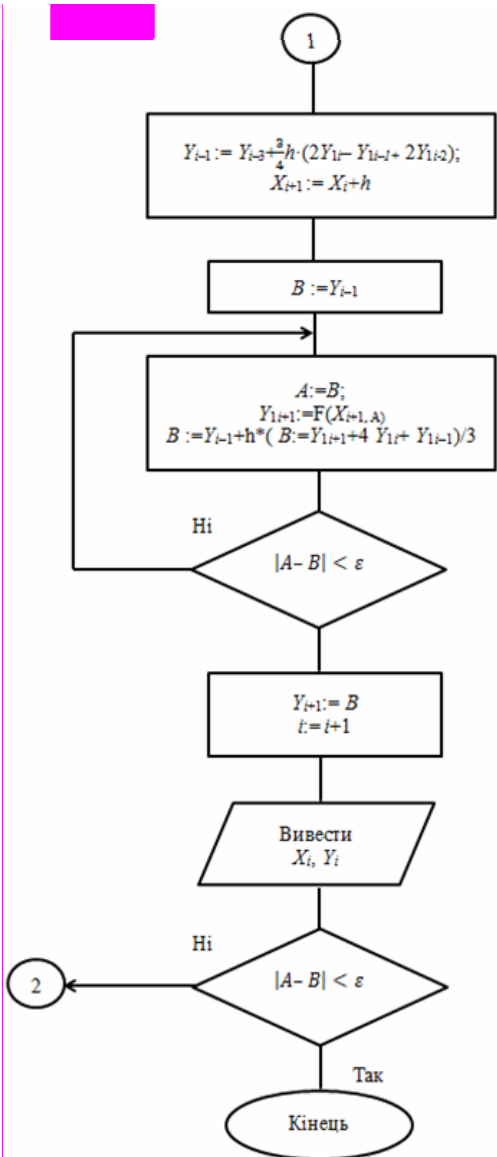 1
Yi–1 := Yi–3+3/4h·(2Y1i– Y1i–1+ 2Y1i-2);
Xi+1 := Xi+h
B :=Yi–1
A:=B;
Y1i+1:=F(Xi+1, A)
B :=Yi–1+h*( B:=Y1i+1+4 Y1i+ Y1i–1)/3
Ні
|A– B| < ε
Yi+1:= B
i:= i+1
Вивести
Xi, Yi
Ні
2
|A– B| < ε
Так
Кінець